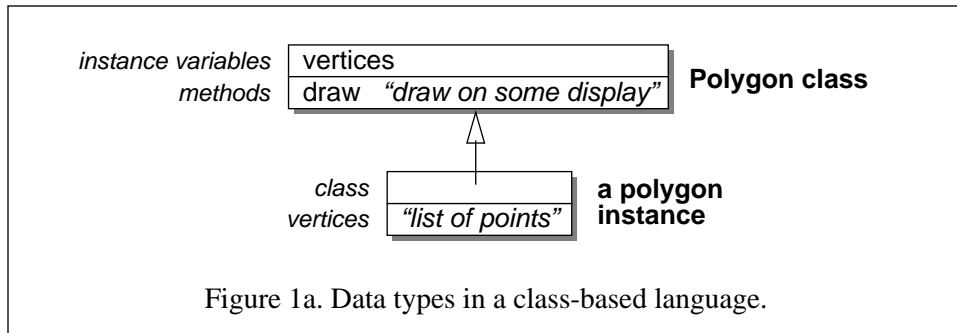 instance variables vertices
methods draw “draw on some display” Polygon class
class a polygon
vertices “list of points” instance
Figure 1a. Data types in a class-based language.